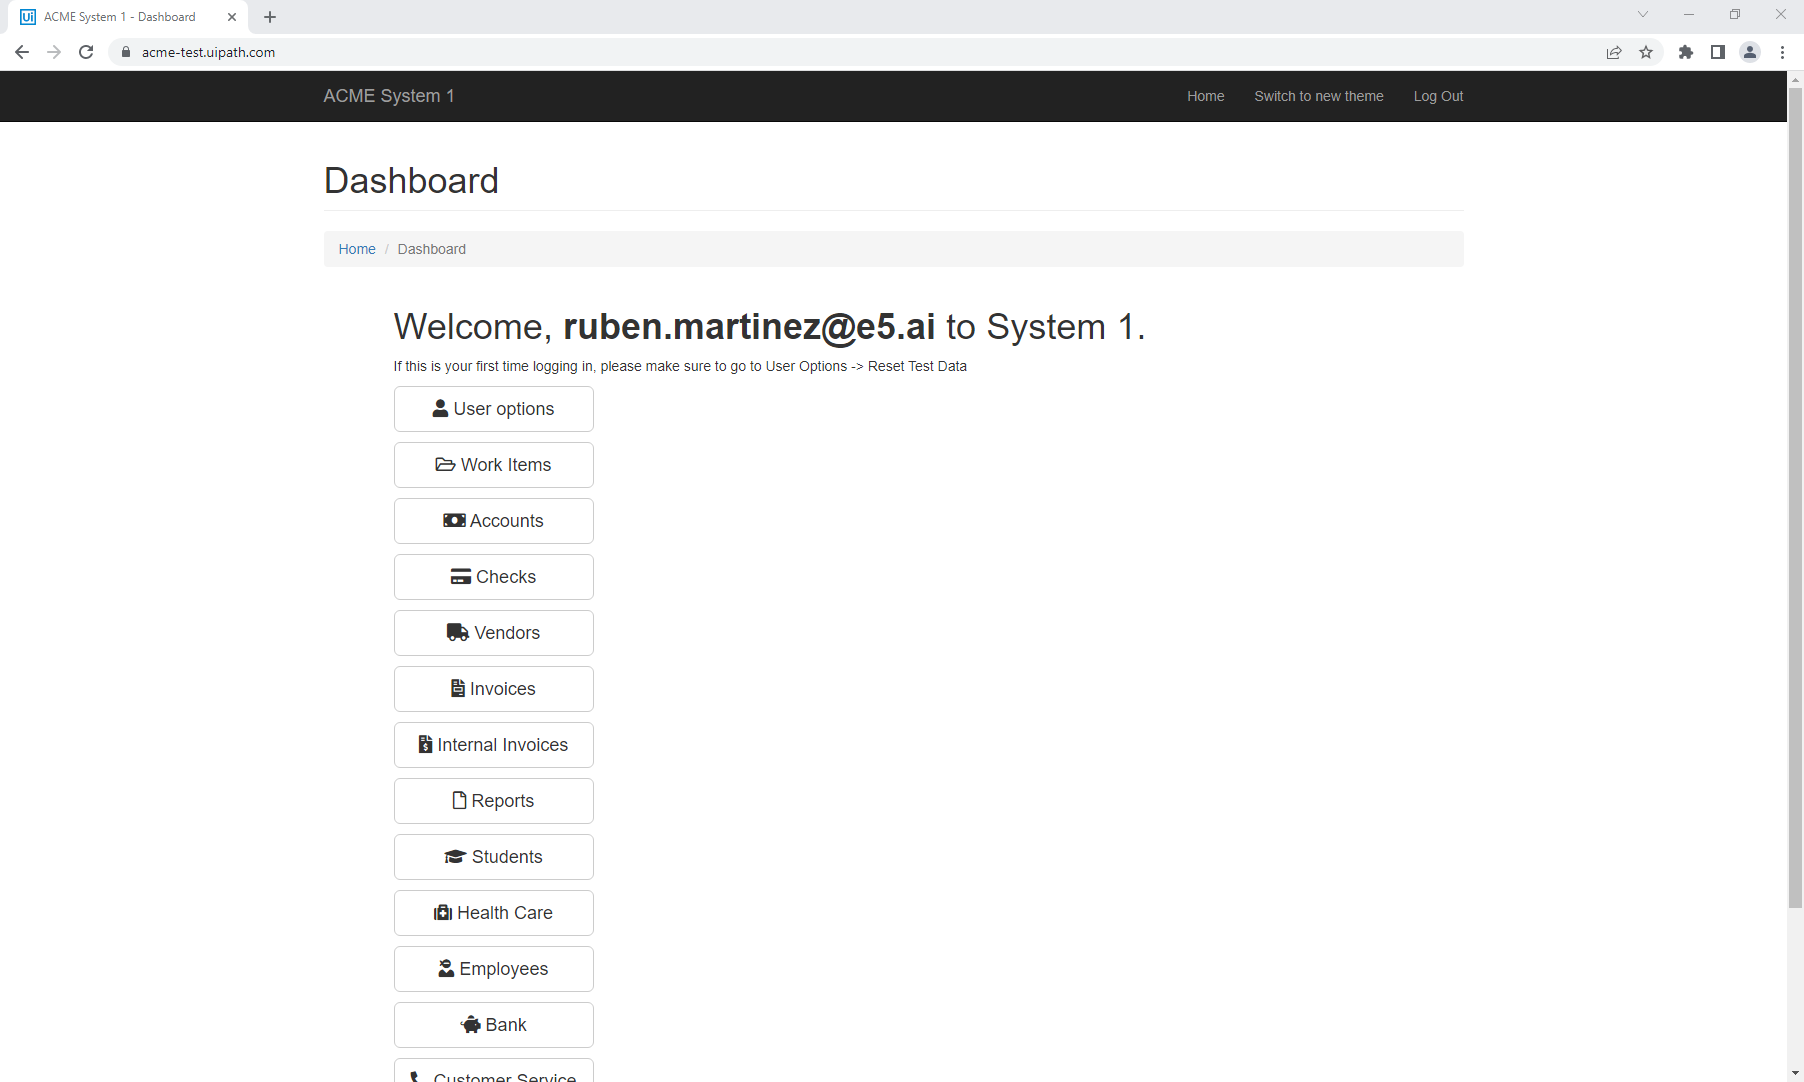 Ui ACME System 1 - Dashboard
acme-test.uipath.com
ACME System 1 Home Switch to new theme Log Out
Dashboard
Home / Dashboard
Welcome, ruben.martinez@e5.ai to System 1.
If this is your first time logging in, please make sure to go to User Options -> Reset Test Data
User options
Work Items
Accounts
Checks
Vendors
Invoices
Internal Invoices
Reports
Students
Health Care
Employees
Bank
Customer Service